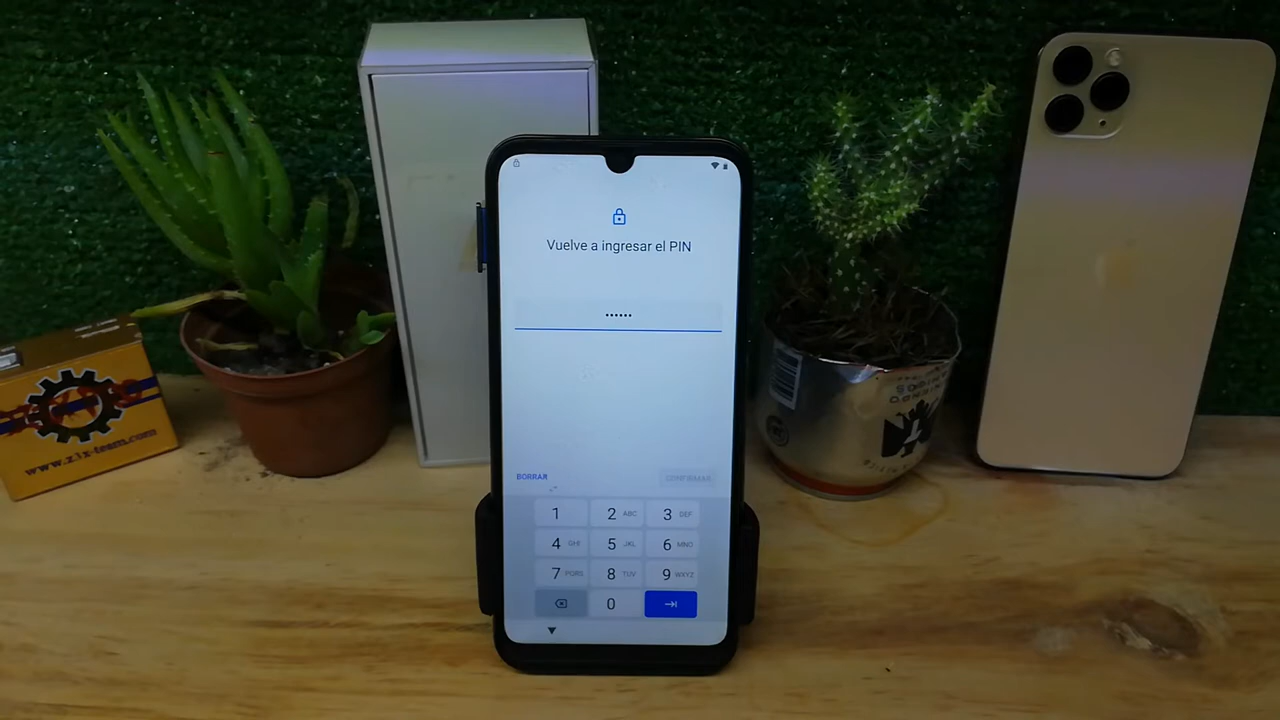 Vuelve a ingresar el PIN
••••••
BORRAR
CONFIRMAR
1
2 ABC
3 DEF
4 GHI
5 JKL
6 MNO
7 PQRS
8 TUV
9 WXYZ
0
www.z3x-team.com